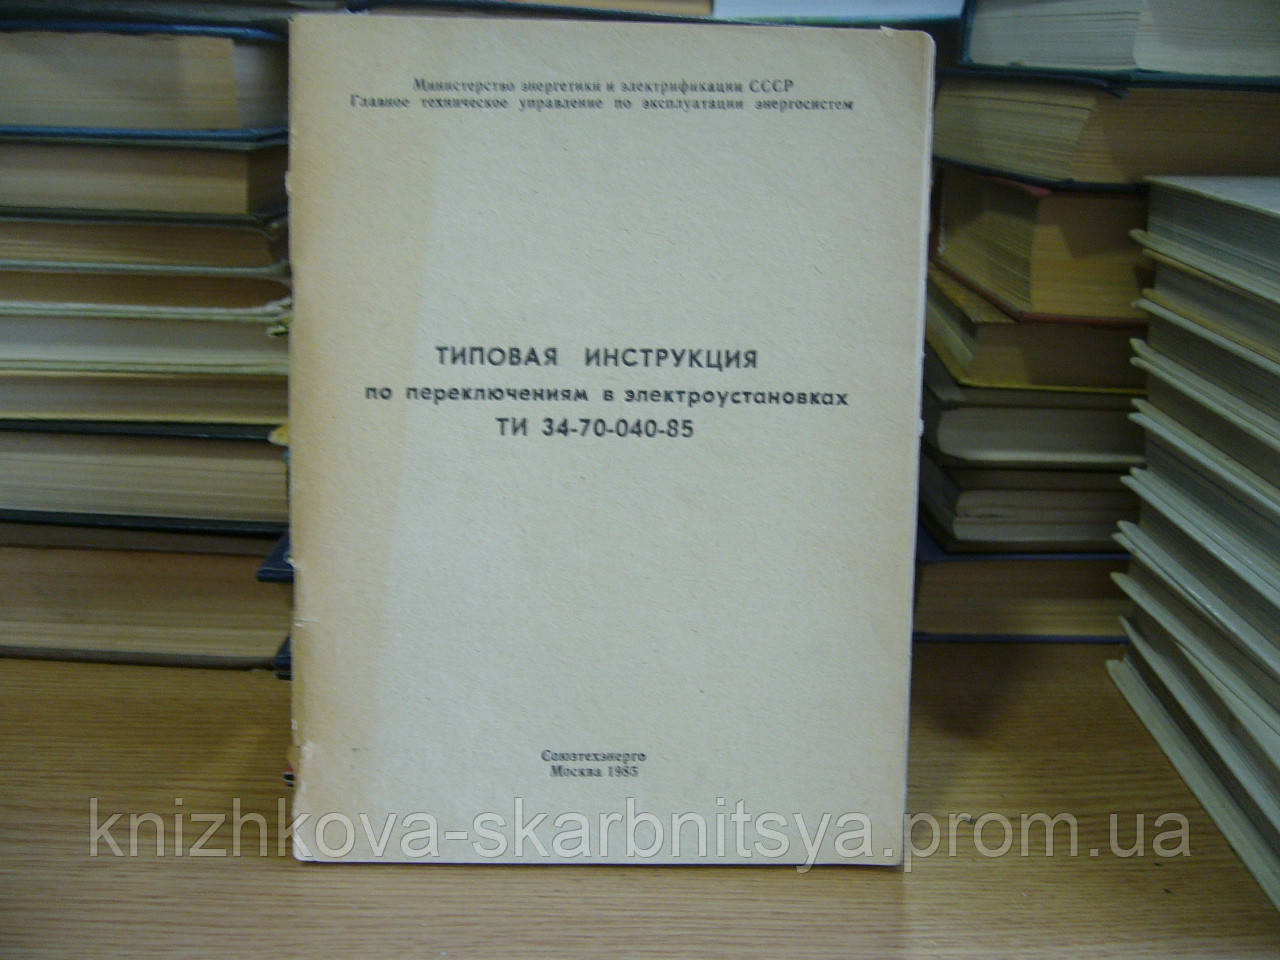 Министерство энергетики и электрификации СССР
Главное техническое управление по эксплуатации энергосистем
ТИПОВАЯ ИНСТРУКЦИЯ
по переключениям в электроустановках
ТИ 34-70-040-85
Союзтехэнерго
Москва 1985
knizhkova-skarbnitsya.prom.ua